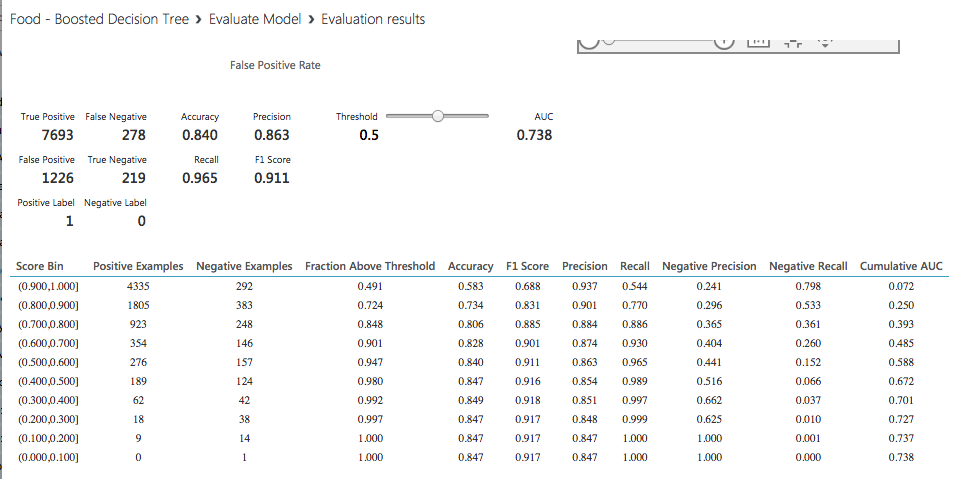 Food - Boosted Decision Tree › Evaluate Model › Evaluation results
False Positive Rate
True Positive False Negative Accuracy Precision Threshold AUC
7693 278 0.840 0.863 0.5 0.738
False Positive True Negative Recall F1 Score
1226 219 0.965 0.911
Positive Label Negative Label
1 0
Score Bin Positive Examples Negative Examples Fraction Above Threshold Accuracy F1 Score Precision Recall Negative Precision Negative Recall Cumulative AUC
(0.900,1.000] 4335 292 0.491 0.583 0.688 0.937 0.544 0.241 0.798 0.072
(0.800,0.900] 1805 383 0.724 0.734 0.831 0.901 0.770 0.296 0.533 0.250
(0.700,0.800] 923 248 0.848 0.806 0.885 0.884 0.886 0.365 0.361 0.393
(0.600,0.700] 354 146 0.901 0.828 0.901 0.874 0.930 0.404 0.260 0.485
(0.500,0.600] 276 157 0.947 0.840 0.911 0.863 0.965 0.441 0.152 0.588
(0.400,0.500] 189 124 0.980 0.847 0.916 0.854 0.989 0.516 0.066 0.672
(0.300,0.400] 62 42 0.992 0.849 0.918 0.851 0.997 0.662 0.037 0.701
(0.200,0.300] 18 38 0.997 0.847 0.917 0.848 0.999 0.625 0.010 0.727
(0.100,0.200] 9 14 1.000 0.847 0.917 0.847 1.000 1.000 0.001 0.737
(0.000,0.100] 0 1 1.000 0.847 0.917 0.847 1.000 1.000 0.000 0.738